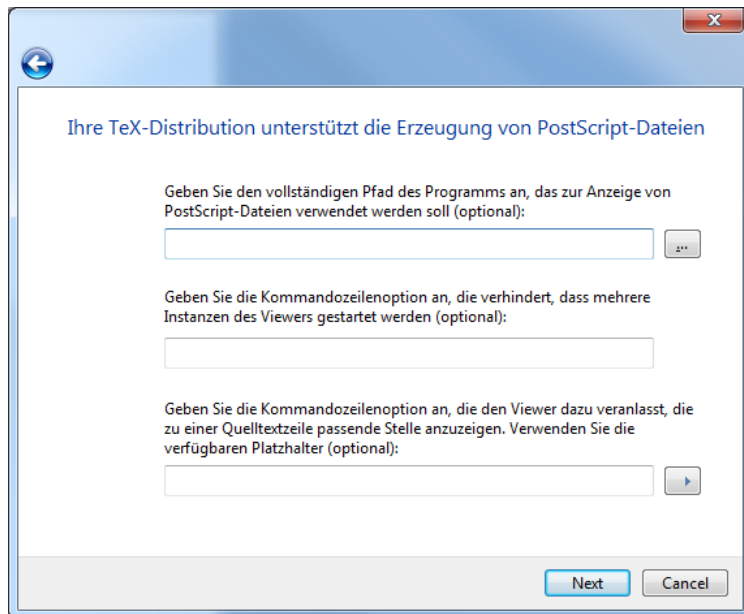 Ihre TeX-Distribution unterstützt die Erzeugung von PostScript-Dateien
Geben Sie den vollständigen Pfad des Programms an, das zur Anzeige von
PostScript-Dateien verwendet werden soll (optional):
...
Geben Sie die Kommandozeilenoption an, die verhindert, dass mehrere
Instanzen des Viewers gestartet werden (optional):
Geben Sie die Kommandozeilenoption an, die den Viewer dazu veranlasst, die
zu einer Quelltextzeile passende Stelle anzuzeigen. Verwenden Sie die
verfügbaren Platzhalter (optional):
Next Cancel